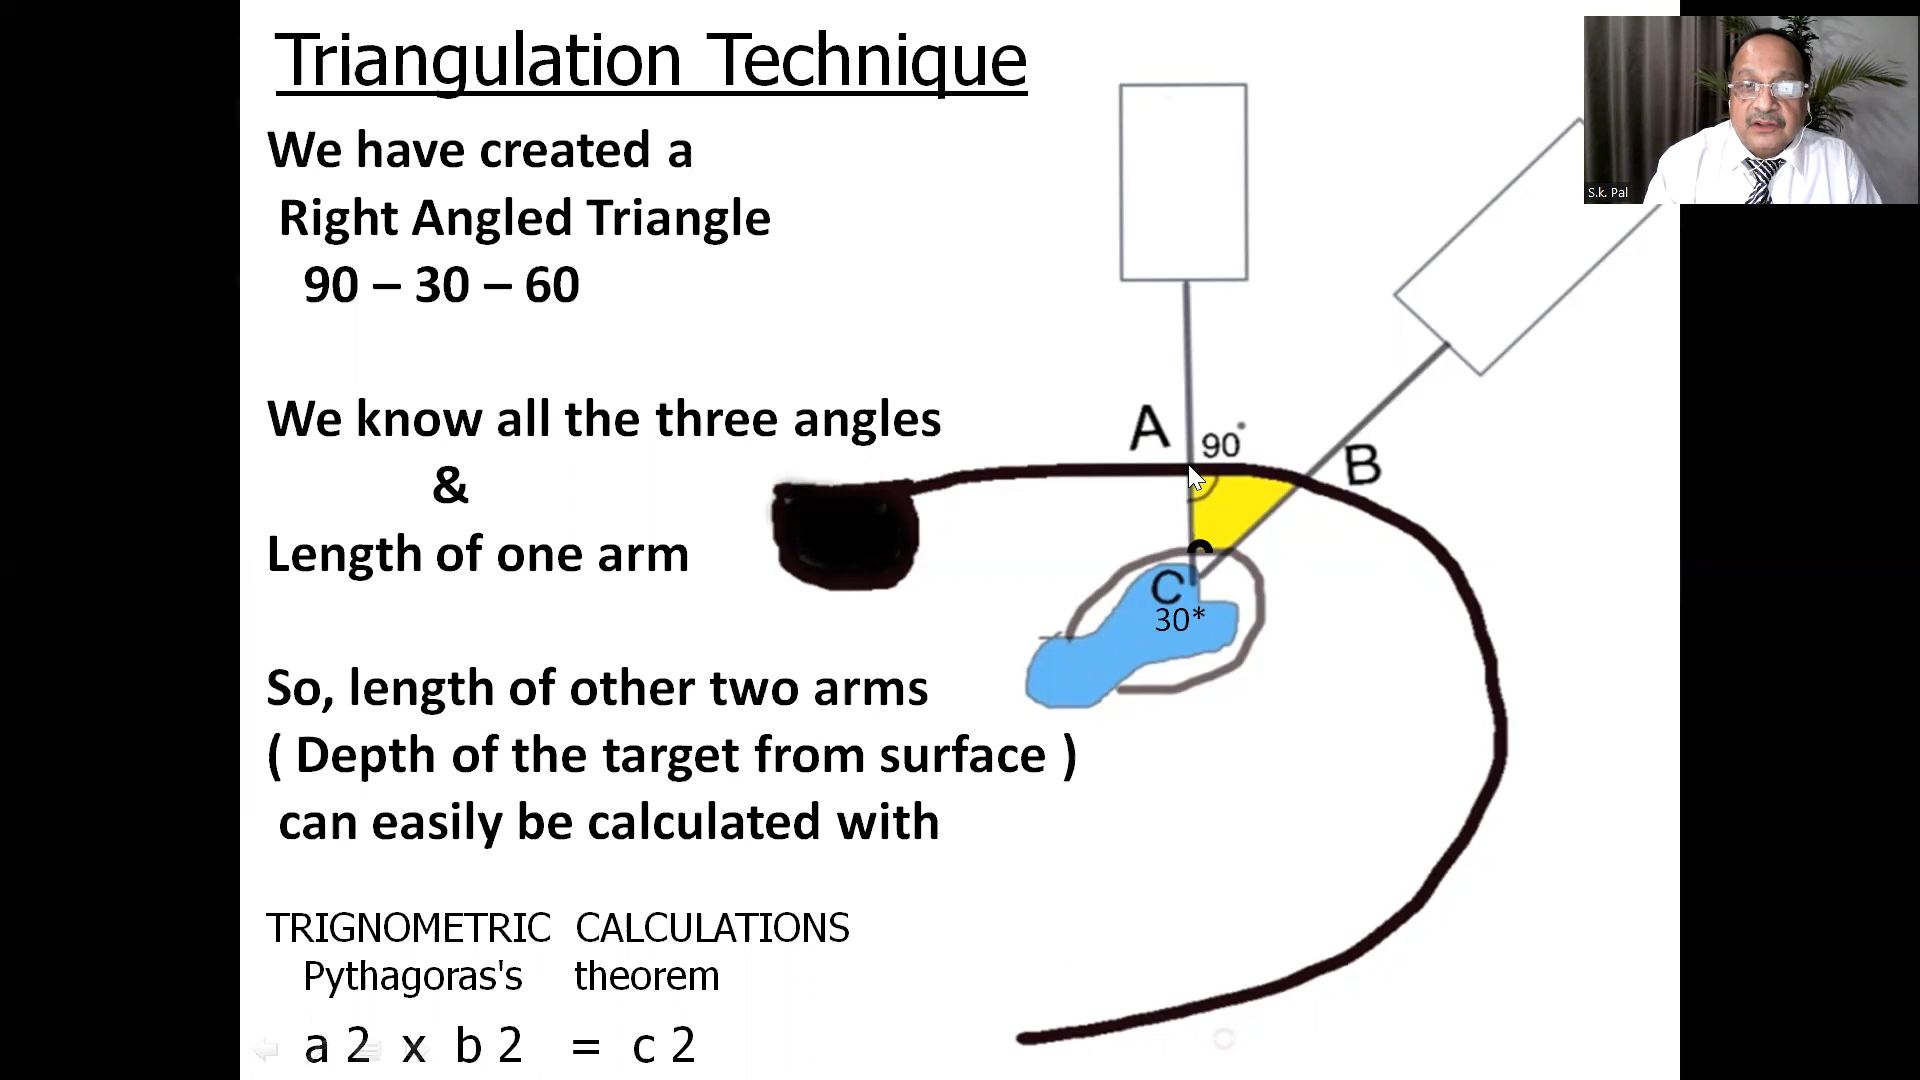 Triangulation Technique
We have created a
Right Angled Triangle
90 – 30 – 60
We know all the three angles
&
Length of one arm
So, length of other two arms
( Depth of the target from surface )
can easily be calculated with
TRIGNOMETRIC CALCULATIONS
Pythagoras's theorem
a 2 x b 2 = c 2
A
90°
B
C
30*
S.k. Pal